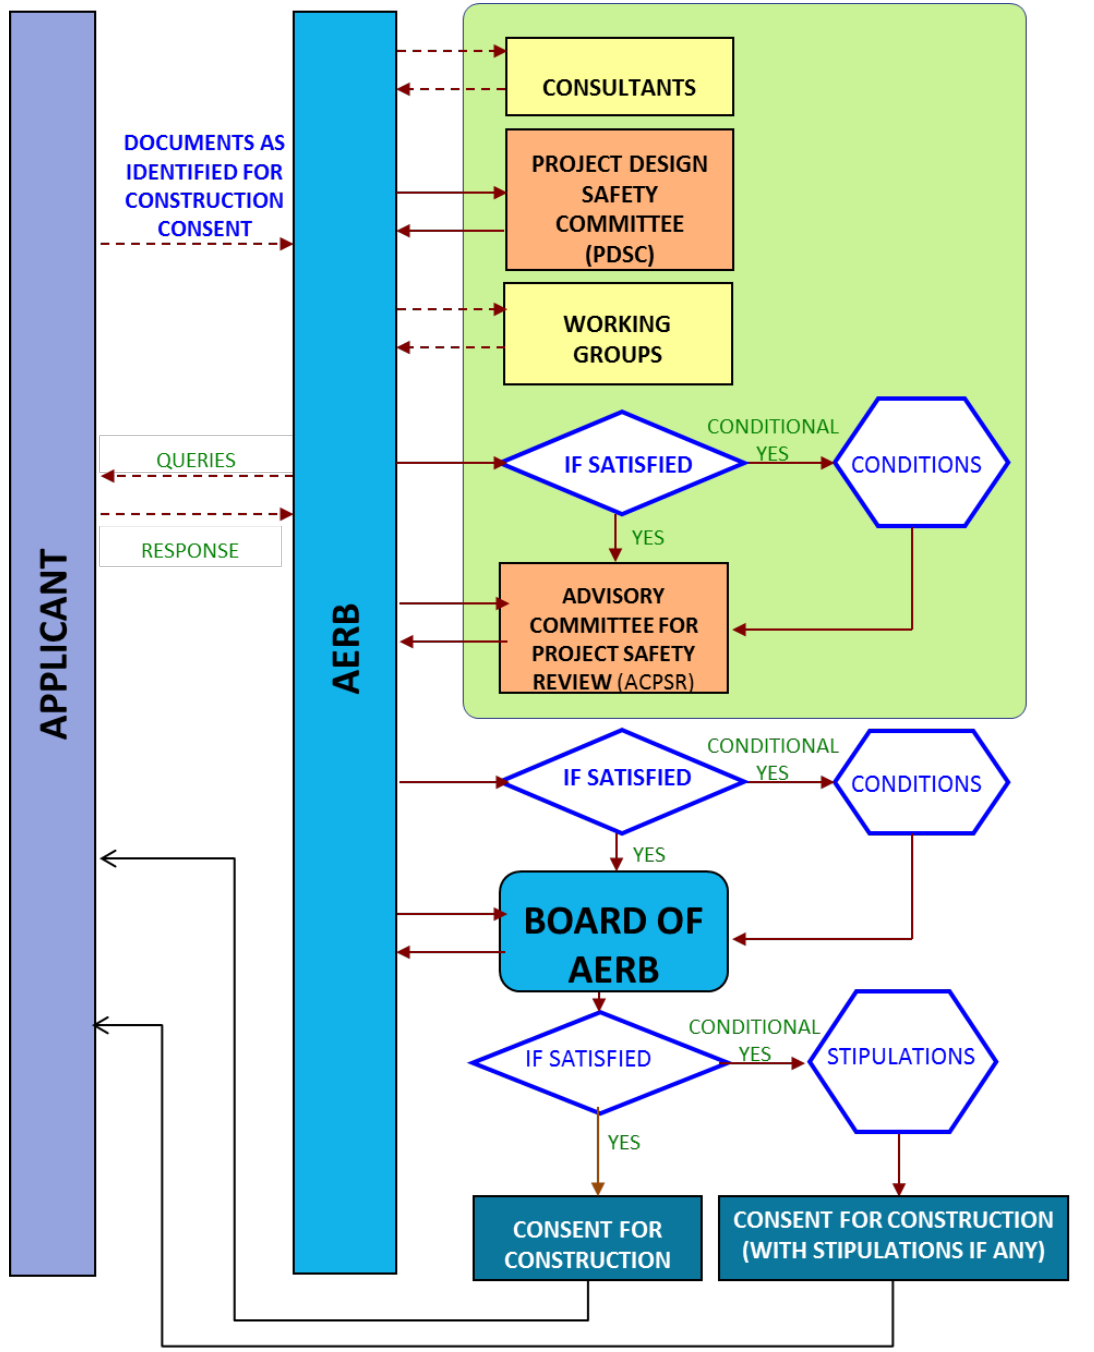 APPLICANT
DOCUMENTS AS
IDENTIFIED FOR
CONSTRUCTION
CONSENT
QUERIES
RESPONSE
AERB
CONSULTANTS
PROJECT DESIGN
SAFETY
COMMITTEE
(PDSC)
WORKING
GROUPS
IF SATISFIED
CONDITIONAL
YES
CONDITIONS
YES
ADVISORY
COMMITTEE FOR
PROJECT SAFETY
REVIEW (ACPSR)
IF SATISFIED
CONDITIONAL
YES
CONDITIONS
YES
BOARD OF
AERB
IF SATISFIED
CONDITIONAL
YES
STIPULATIONS
YES
CONSENT FOR
CONSTRUCTION
CONSENT FOR CONSTRUCTION
(WITH STIPULATIONS IF ANY)